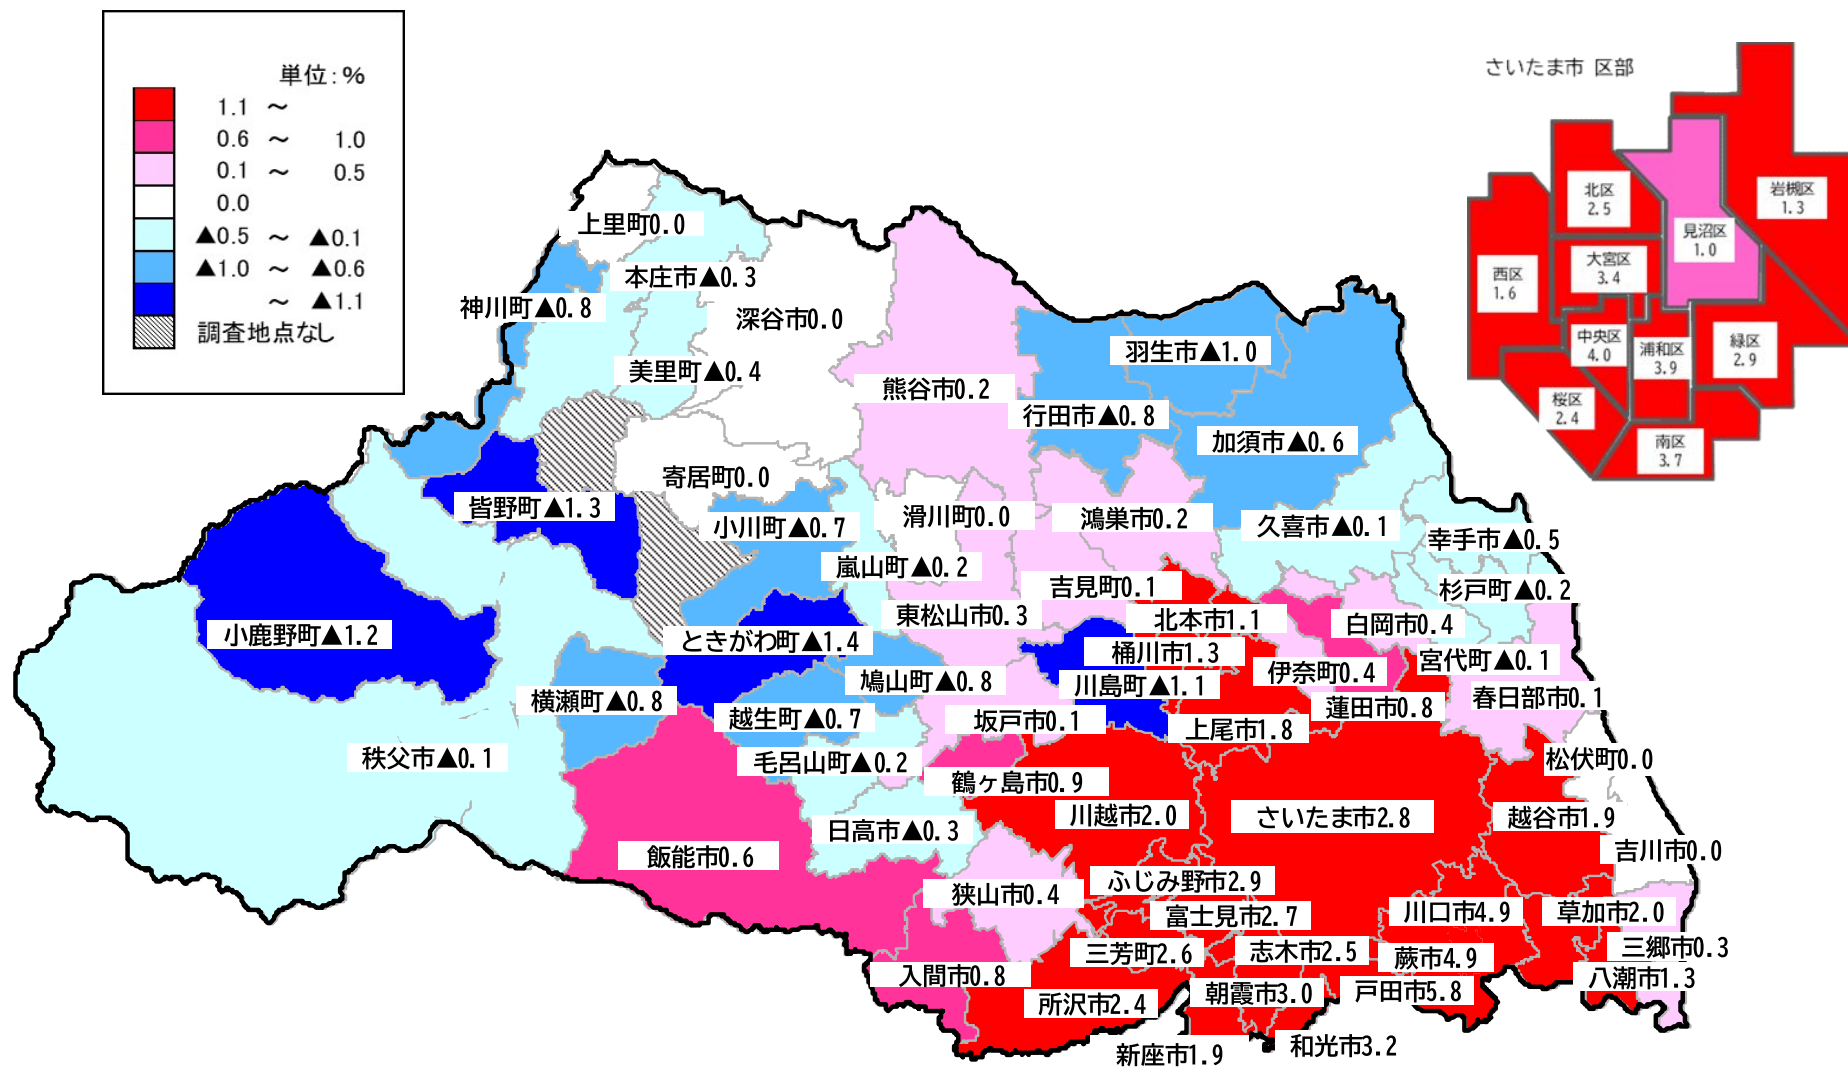 単位：％
1.1 ～
0.6 ～ 1.0
0.1 ～ 0.5
0.0
▲0.5 ～ ▲0.1
▲1.0 ～ ▲0.6
～ ▲1.1
調査地点なし
さいたま市 区部
北区
2.5
岩槻区
1.3
見沼区
1.0
西区
1.6
大宮区
3.4
中央区
4.0
浦和区
3.9
緑区
2.9
桜区
2.4
南区
3.7
上里町0.0
本庄市▲0.3
神川町▲0.8
深谷市0.0
美里町▲0.4
熊谷市0.2
羽生市▲1.0
行田市▲0.8
加須市▲0.6
寄居町0.0
皆野町▲1.3
小川町▲0.7
滑川町0.0
鴻巣市0.2
久喜市▲0.1
幸手市▲0.5
嵐山町▲0.2
吉見町0.1
杉戸町▲0.2
東松山市0.3
北本市1.1
白岡市0.4
小鹿野町▲1.2
ときがわ町▲1.4
桶川市1.3
伊奈町0.4
宮代町▲0.1
鳩山町▲0.8
川島町▲1.1
春日部市0.1
横瀬町▲0.8
越生町▲0.7
坂戸市0.1
蓮田市0.8
上尾市1.8
秩父市▲0.1
毛呂山町▲0.2
松伏町0.0
鶴ヶ島市0.9
川越市2.0
さいたま市2.8
越谷市1.9
日高市▲0.3
飯能市0.6
吉川市0.0
狭山市0.4
ふじみ野市2.9
富士見市2.7
川口市4.9
草加市2.0
三芳町2.6
志木市2.5
蕨市4.9
三郷市0.3
入間市0.8
八潮市1.3
所沢市2.4
朝霞市3.0
戸田市5.8
新座市1.9
和光市3.2